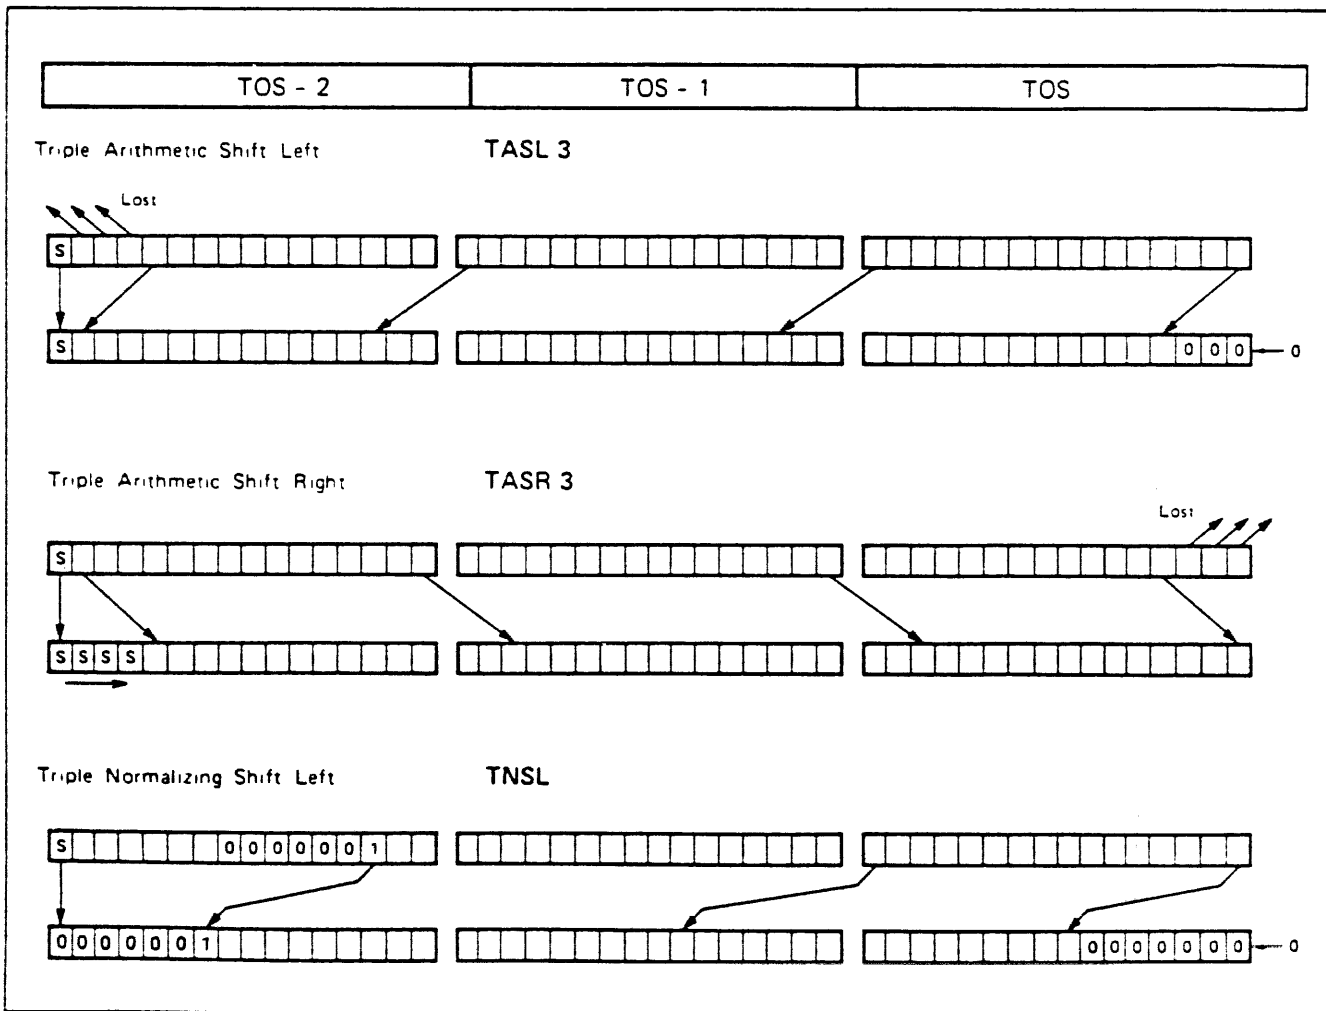 TOS - 2 TOS - 1 TOS
Triple Arithmetic Shift Left TASL 3
Lost
S
S 0 0 0 0
Triple Arithmetic Shift Right TASR 3
Lost
S
S S S S
Triple Normalizing Shift Left TNSL
S 0 0 0 0 0 0 1
0 0 0 0 0 0 1 0 0 0 0 0 0 0 0